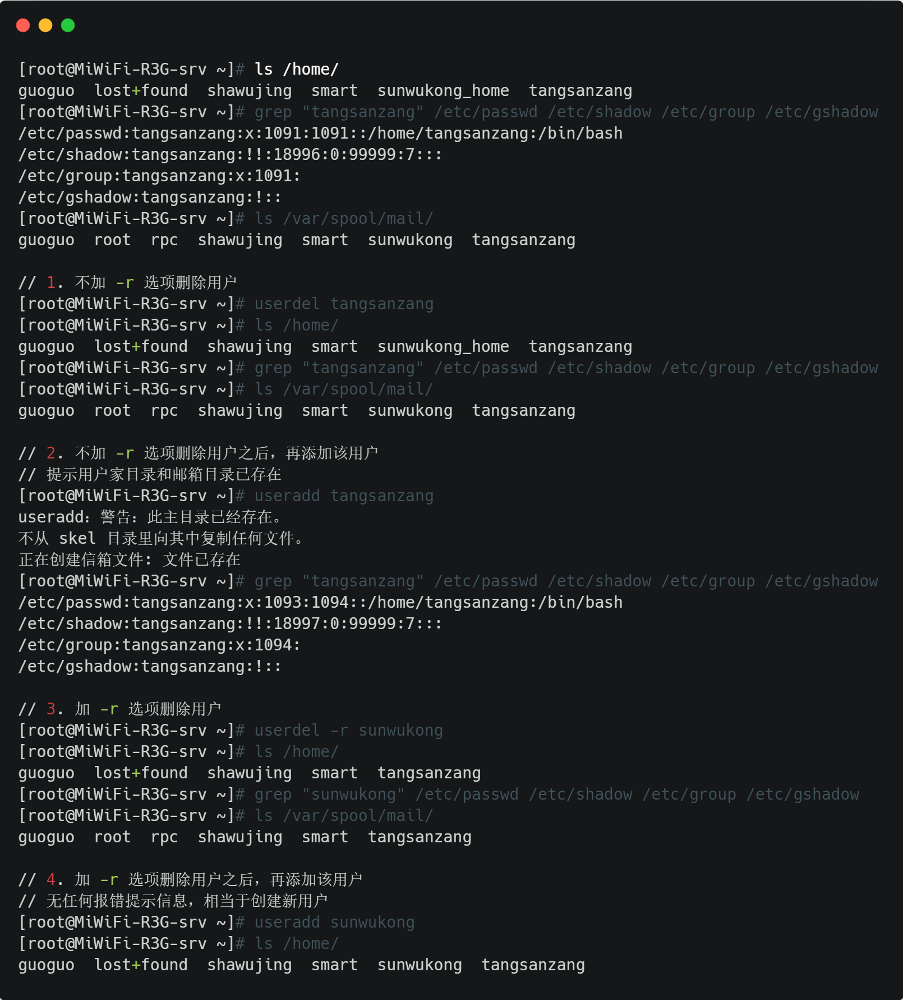 [root@MiWiFi-R3G-srv ~]# ls /home/
guoguo  lost+found  shawujing  smart  sunwukong_home  tangsanzang
[root@MiWiFi-R3G-srv ~]# grep "tangsanzang" /etc/passwd /etc/shadow /etc/group /etc/gshadow
/etc/passwd:tangsanzang:x:1091:1091::/home/tangsanzang:/bin/bash
/etc/shadow:tangsanzang:!!:18996:0:99999:7:::
/etc/group:tangsanzang:x:1091:
/etc/gshadow:tangsanzang:!::
[root@MiWiFi-R3G-srv ~]# ls /var/spool/mail/
guoguo  root  rpc  shawujing  smart  sunwukong  tangsanzang
// 1. 不加 -r 选项删除用户
[root@MiWiFi-R3G-srv ~]# userdel tangsanzang
[root@MiWiFi-R3G-srv ~]# ls /home/
guoguo  lost+found  shawujing  smart  sunwukong_home  tangsanzang
[root@MiWiFi-R3G-srv ~]# grep "tangsanzang" /etc/passwd /etc/shadow /etc/group /etc/gshadow
[root@MiWiFi-R3G-srv ~]# ls /var/spool/mail/
guoguo  root  rpc  shawujing  smart  sunwukong  tangsanzang
// 2. 不加 -r 选项删除用户之后，再添加该用户
// 提示用户家目录和邮箱目录已存在
[root@MiWiFi-R3G-srv ~]# useradd tangsanzang
useradd：警告：此主目录已经存在。
不从 skel 目录里向其中复制任何文件。
正在创建信箱文件: 文件已存在
[root@MiWiFi-R3G-srv ~]# grep "tangsanzang" /etc/passwd /etc/shadow /etc/group /etc/gshadow
/etc/passwd:tangsanzang:x:1093:1094::/home/tangsanzang:/bin/bash
/etc/shadow:tangsanzang:!!:18997:0:99999:7:::
/etc/group:tangsanzang:x:1094:
/etc/gshadow:tangsanzang:!::
// 3. 加 -r 选项删除用户
[root@MiWiFi-R3G-srv ~]# userdel -r sunwukong
[root@MiWiFi-R3G-srv ~]# ls /home/
guoguo  lost+found  shawujing  smart  tangsanzang
[root@MiWiFi-R3G-srv ~]# grep "sunwukong" /etc/passwd /etc/shadow /etc/group /etc/gshadow
[root@MiWiFi-R3G-srv ~]# ls /var/spool/mail/
guoguo  root  rpc  shawujing  smart  tangsanzang
// 4. 加 -r 选项删除用户之后，再添加该用户
// 无任何报错提示信息，相当于创建新用户
[root@MiWiFi-R3G-srv ~]# useradd sunwukong
[root@MiWiFi-R3G-srv ~]# ls /home/
guoguo  lost+found  shawujing  smart  sunwukong  tangsanzang